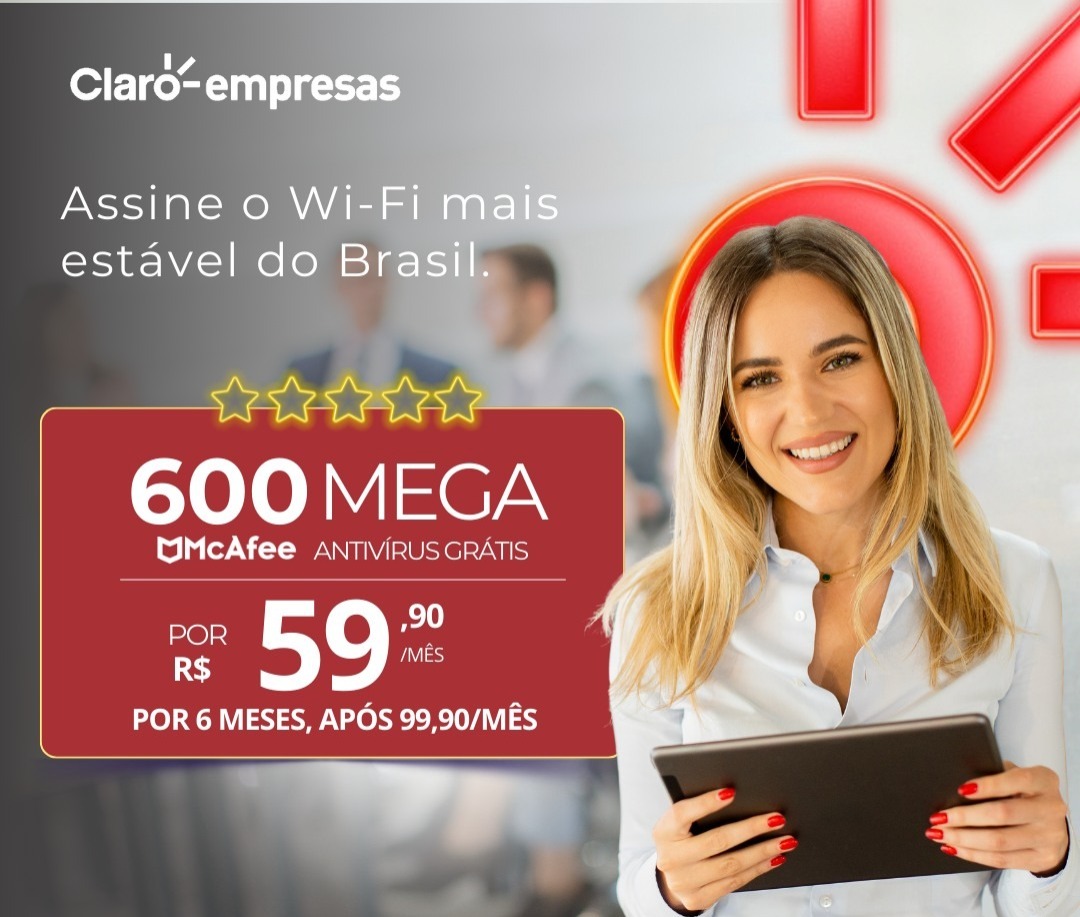 Claro empresas
Assine o Wi-Fi mais
estável do Brasil.
600 MEGA
McAfee ANTIVÍRUS GRÁTIS
POR R$ 59,90 /MÊS
POR 6 MESES, APÓS 99,90/MÊS